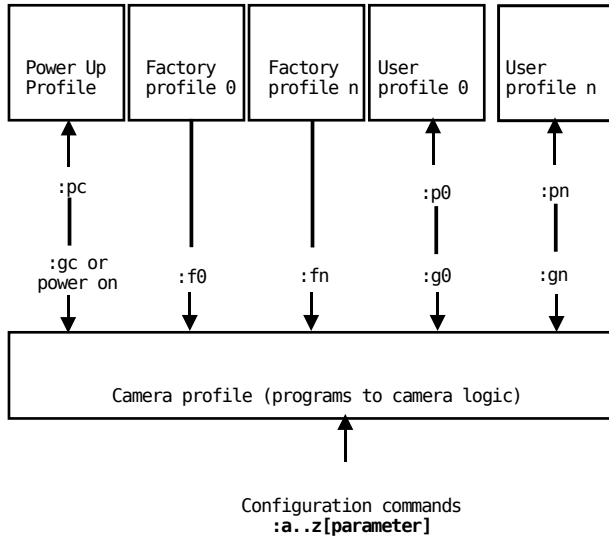 Power Up
Profile
Factory
profile 0
Factory
profile n
User
profile 0
User
profile n
:pc
:p0
:pn
:gc or
power on
:f0
:fn
:g0
:gn
Camera profile (programs to camera logic)
Configuration commands
:a..z[parameter]